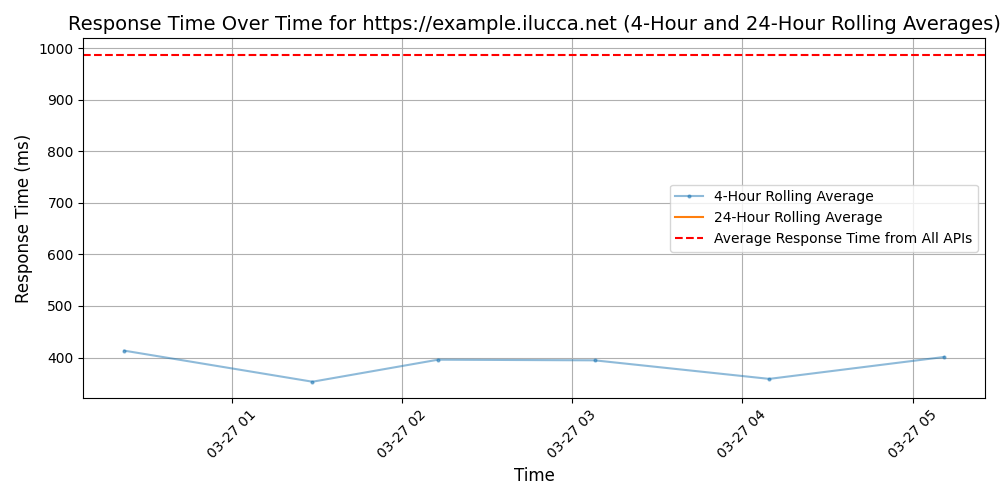 Response Time Over Time for https://example.ilucca.net (4-Hour and 24-Hour Rolling Averages)
Response Time (ms)
1000
900
800
700
600
500
400
4-Hour Rolling Average
24-Hour Rolling Average
Average Response Time from All APIs
03-27 01
03-27 02
03-27 03
03-27 04
03-27 05
Time